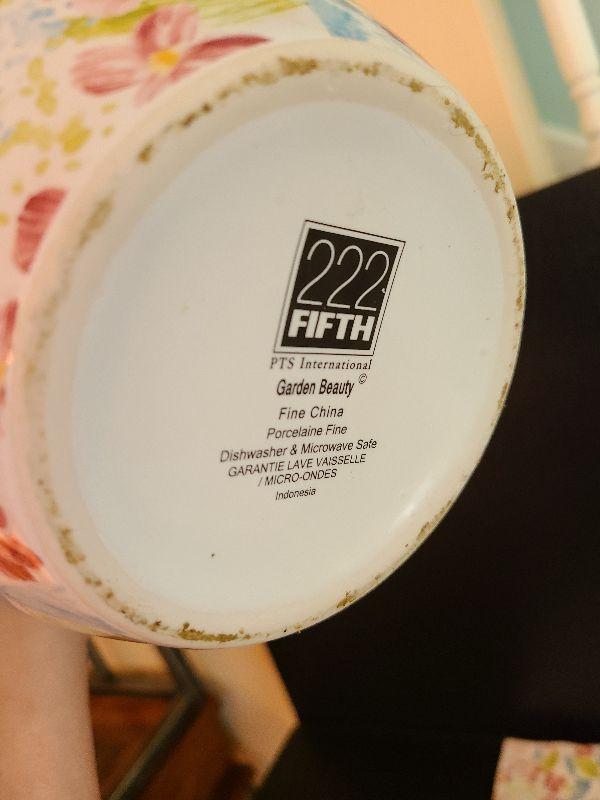 222
FIFTH
PTS International
Garden Beauty ©
Fine China
Porcelaine Fine
Dishwasher & Microwave Safe
GARANTIE LAVE VAISSELLE
/ MICRO-ONDES
Indonesia